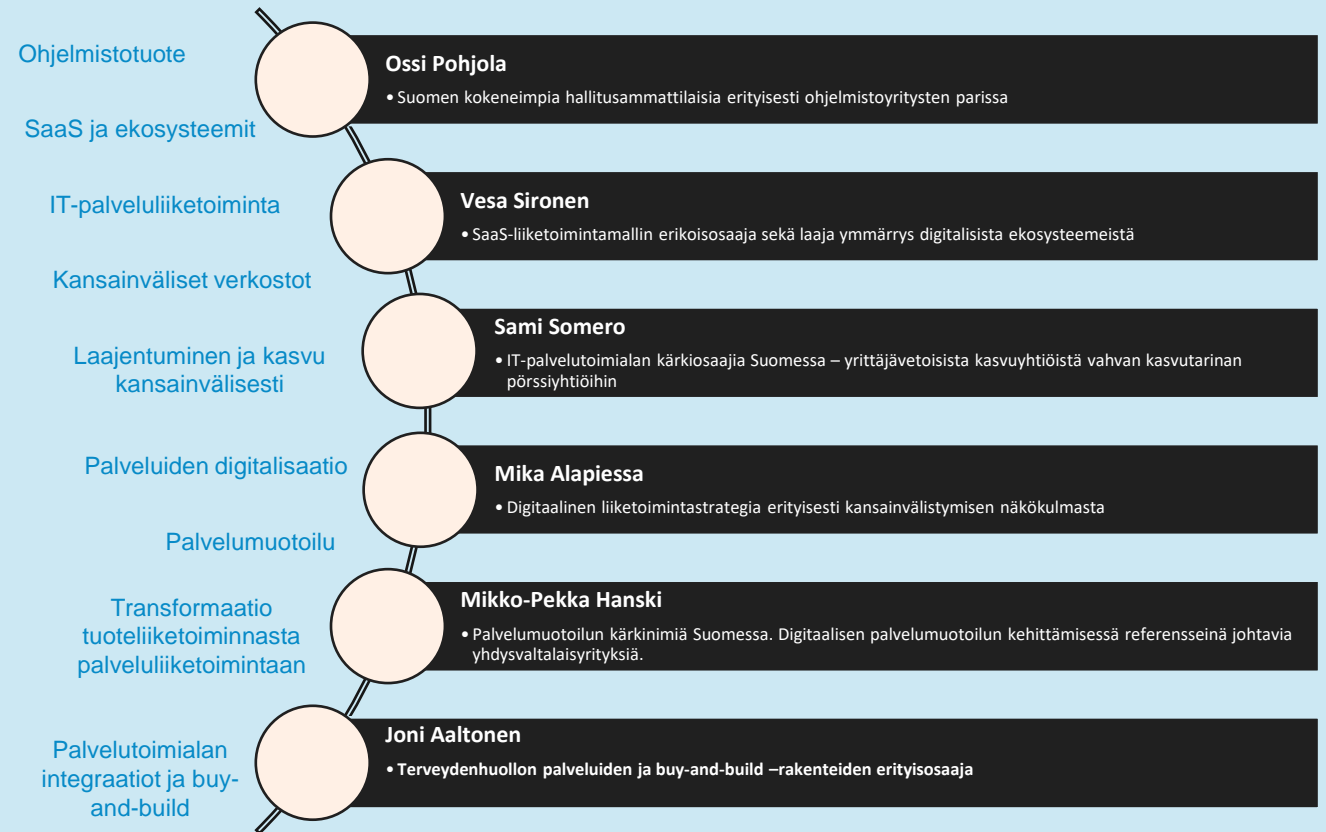 Ohjelmistotuote
SaaS ja ekosysteemit
IT-palveluliiketoiminta
Kansainväliset verkostot
Laajentuminen ja kasvu
kansainvälisesti
Palveluiden digitalisaatio
Palvelumuotoilu
Transformaatio
tuoteliiketoiminnasta
palveluliiketoimintaan
Palvelutoimialan
integraatiot ja buy-
and-build
Ossi Pohjola
• Suomen kokeneimpia hallitusammattilaisia erityisesti ohjelmistoyritysten parissa
Vesa Sironen
• SaaS-liiketoimintamallin erikoisosaaja sekä laaja ymmärrys digitalisista ekosysteemeistä
Sami Somero
• IT-palvelutoimialan kärkiosaajia Suomessa – yrittäjävetoisista kasvuyhtiöistä vahvan kasvutarinan
pörssiyhtiöihin
Mika Alapiessa
• Digitaalinen liiketoimintastrategia erityisesti kansainvälistymisen näkökulmasta
Mikko-Pekka Hanski
• Palvelumuotoilun kärkinimiä Suomessa. Digitaalisen palvelumuotoilun kehittämisessä referensseinä johtavia
yhdysvaltalaisyrityksiä.
Joni Aaltonen
• Terveydenhuollon palveluiden ja buy-and-build –rakenteiden erityisosaaja